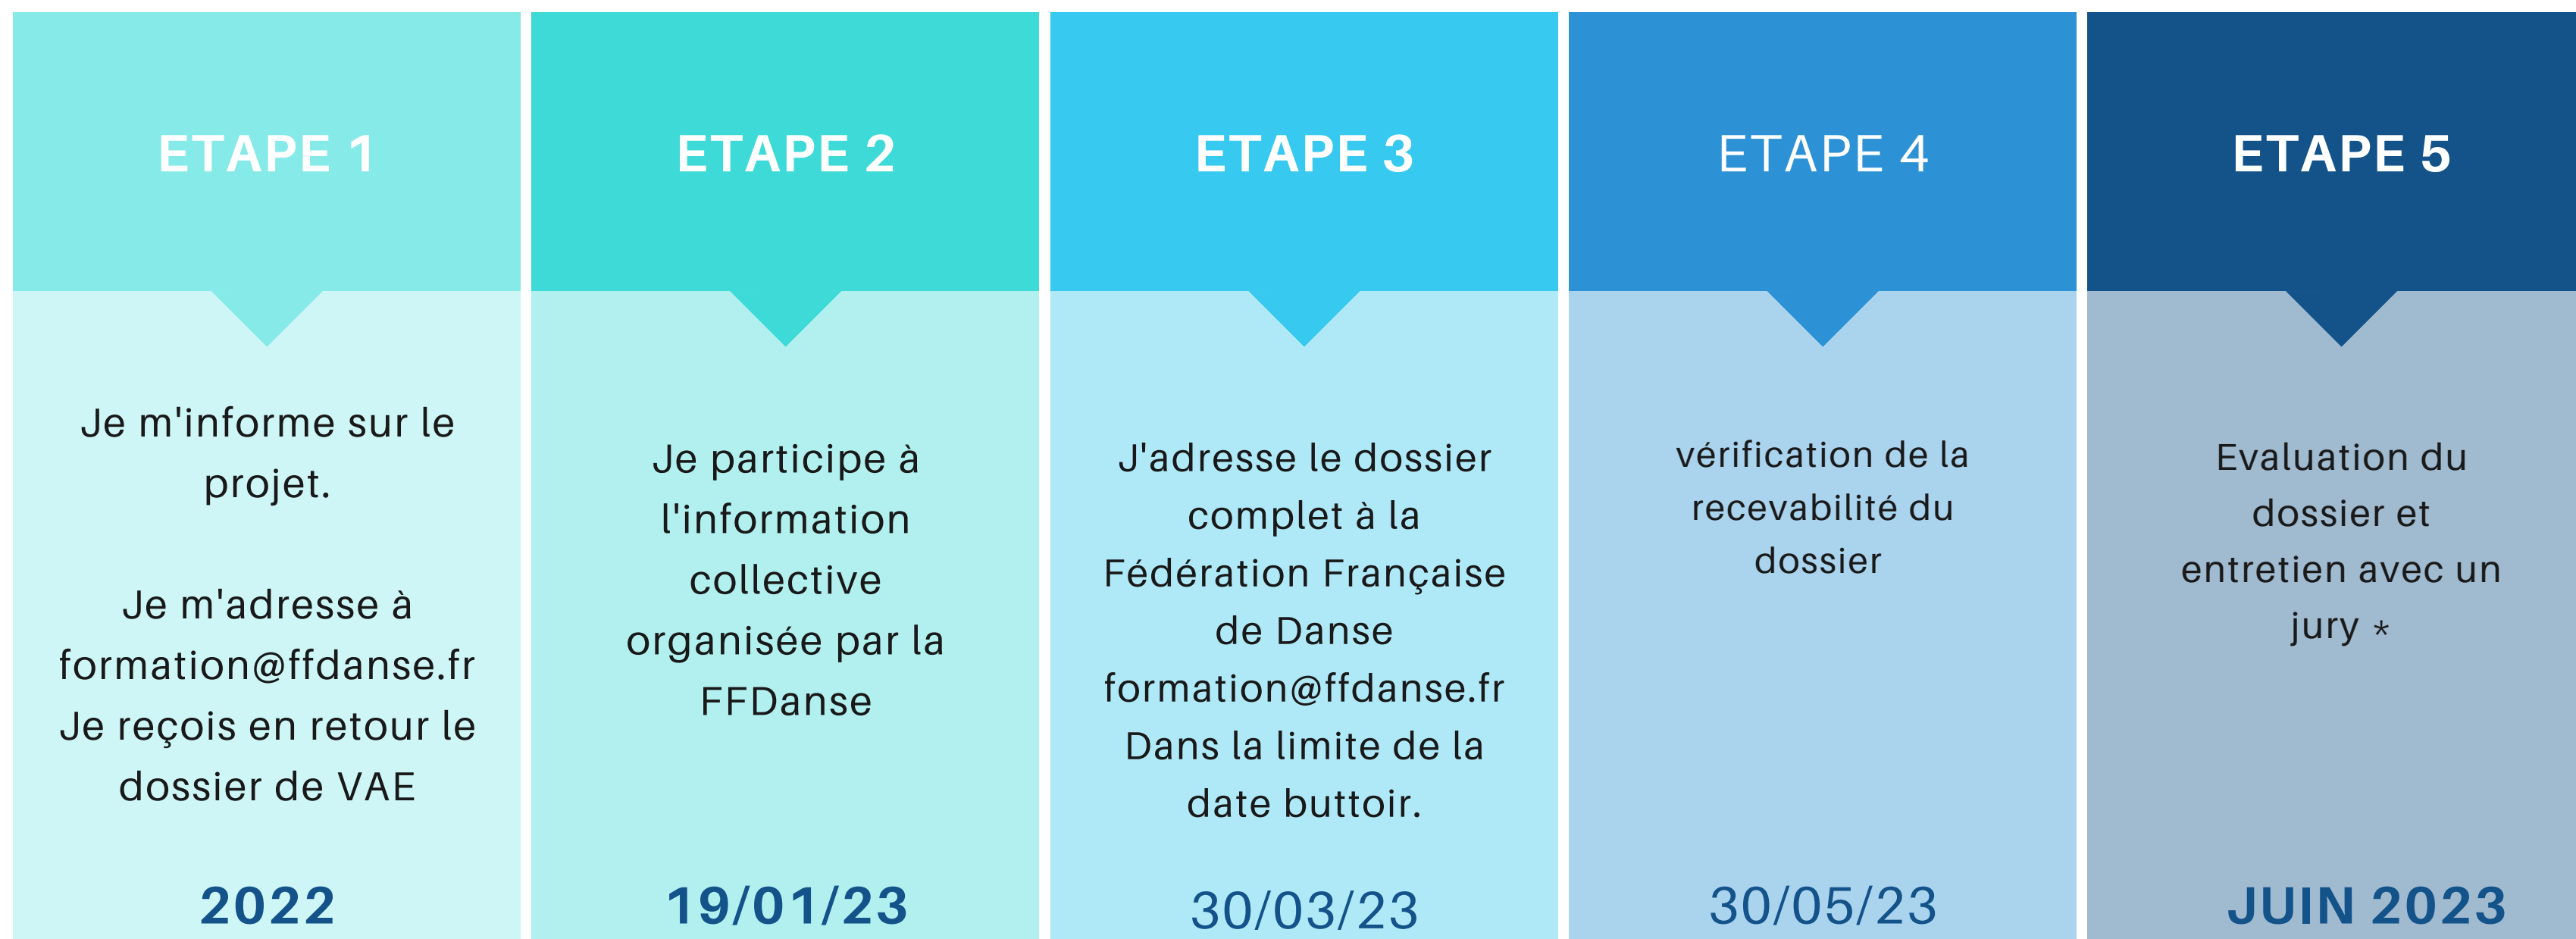 ETAPE 1
Je m'informe sur le
projet.
Je m'adresse à
formation@ffdanse.fr
Je reçois en retour le
dossier de VAE
2022
ETAPE 2
Je participe à
l'information
collective
organisée par la
FFDanse
19/01/23
ETAPE 3
J'adresse le dossier
complet à la
Fédération Française
de Danse
formation@ffdanse.fr
Dans la limite de la
date buttoir.
30/03/23
ETAPE 4
vérification de la
recevabilité du
dossier
30/05/23
ETAPE 5
Evaluation du
dossier et
entretien avec un
jury *
JUIN 2023